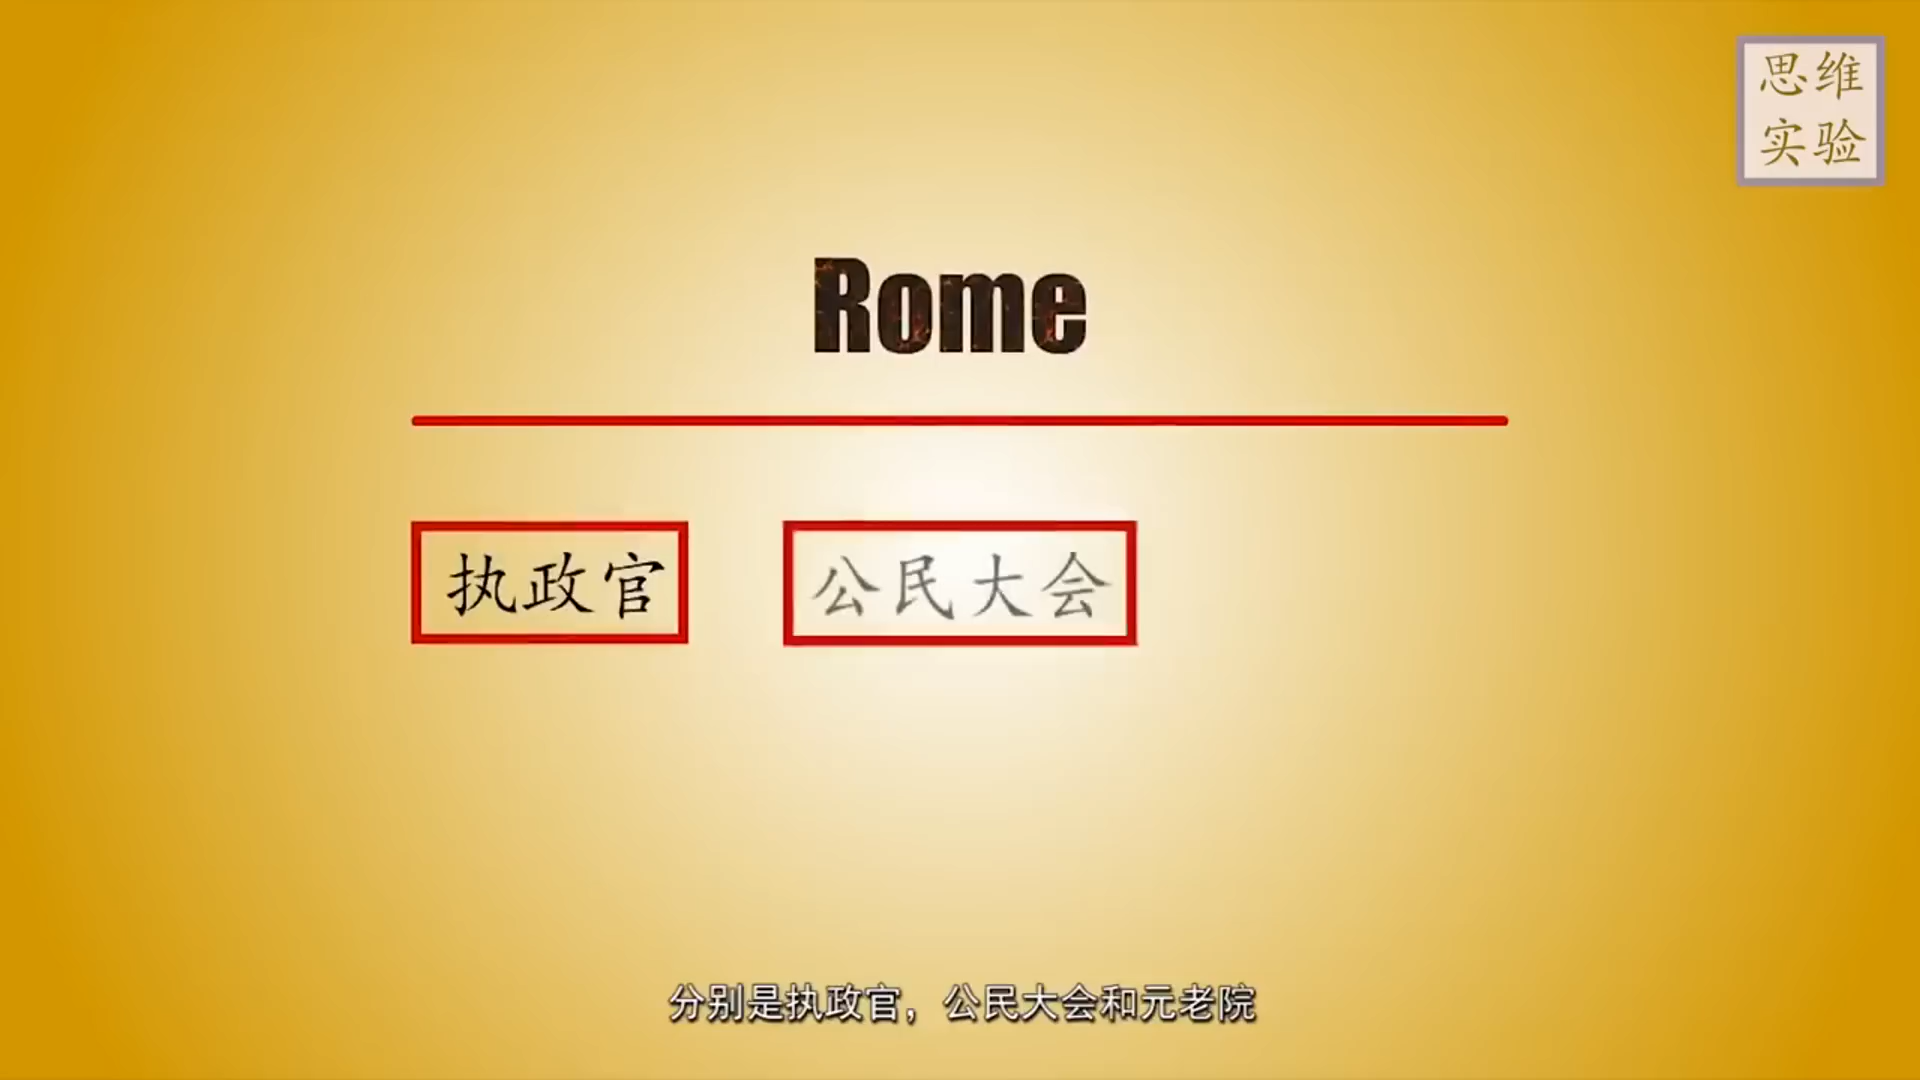 思维
实验
Rome
执政官
公民大会
分别是执政官，公民大会和元老院